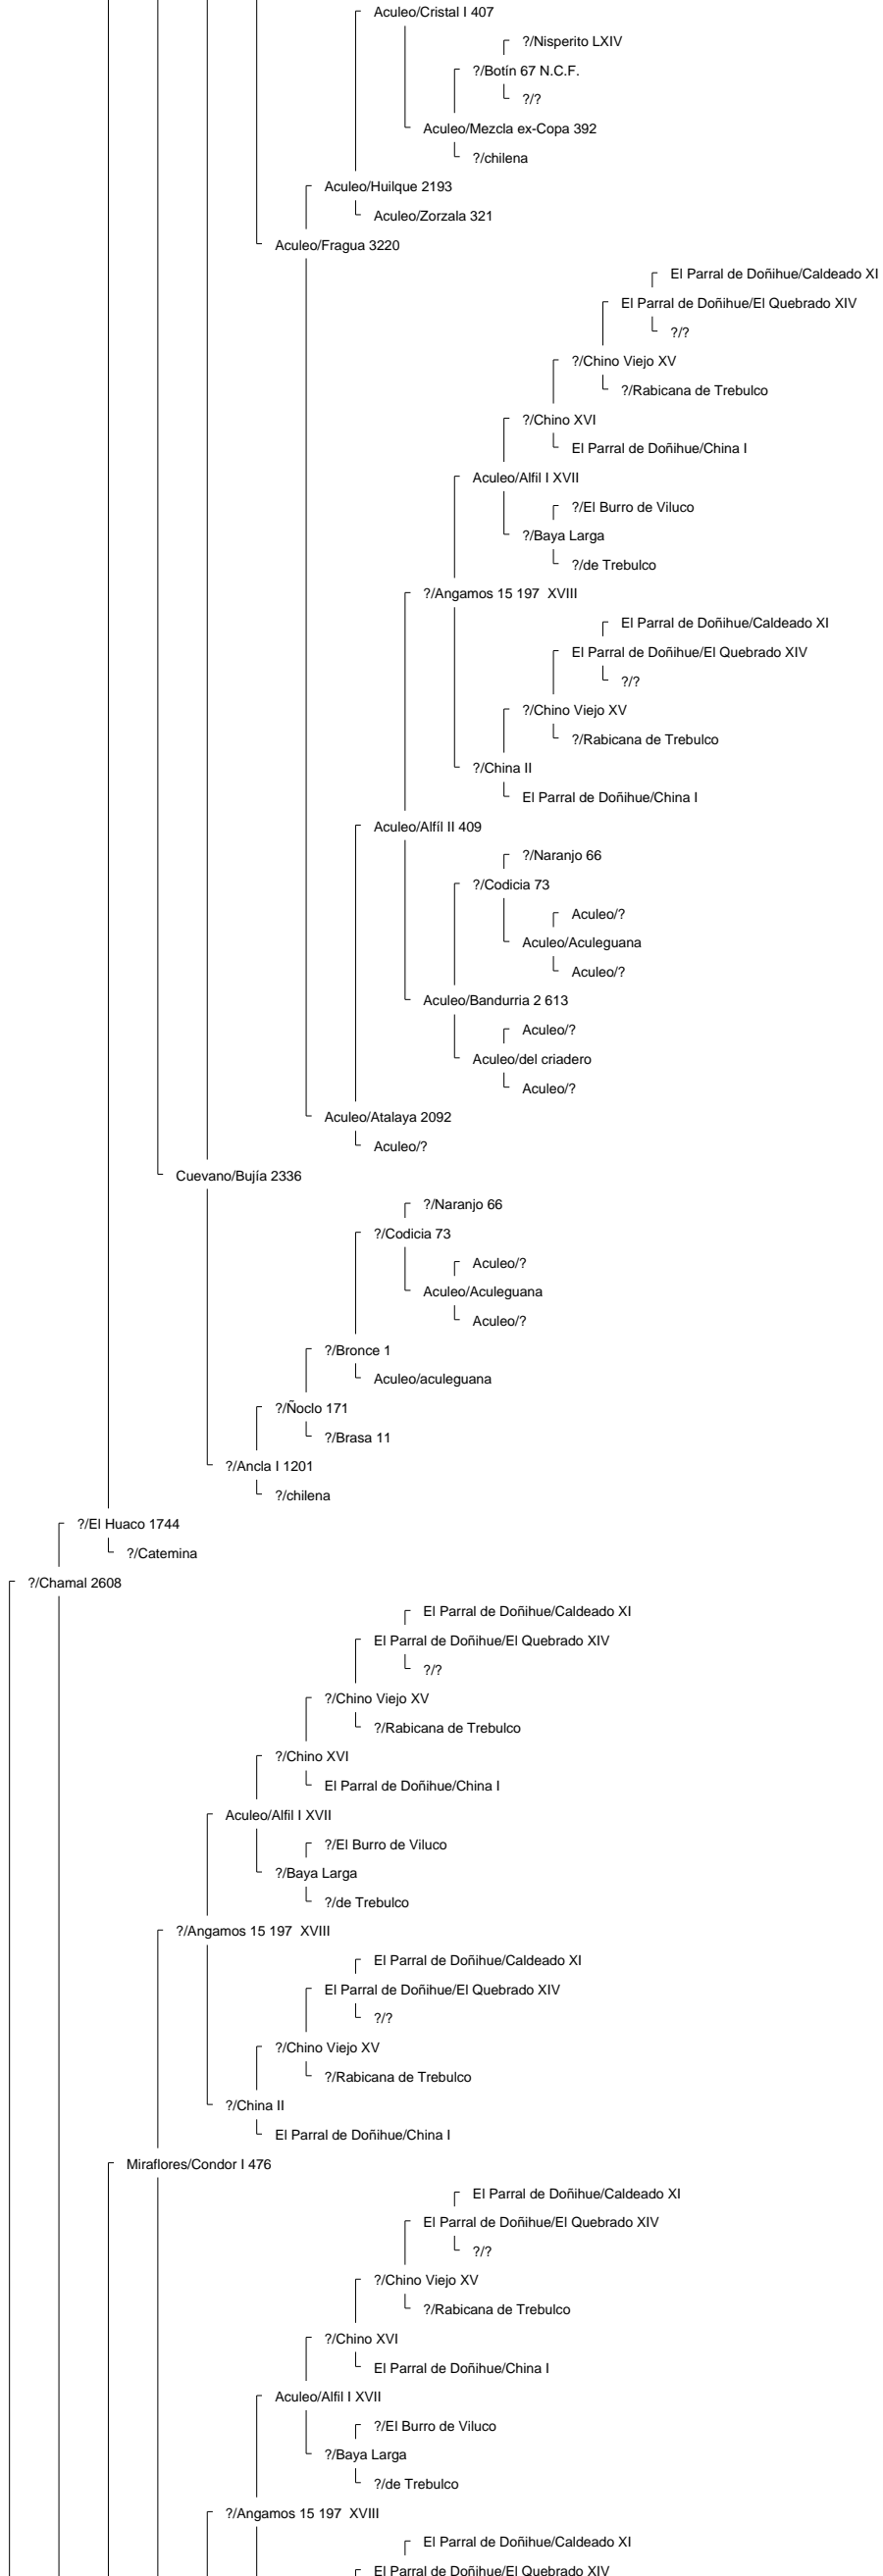 Aculeo/Cristal I 407
?/Nisperito LXIV
?/Botín 67 N.C.F.
?/?
Aculeo/Mezcla ex-Copa 392
?/chilena
Aculeo/Huilque 2193
Aculeo/Zorzala 321
Aculeo/Fragua 3220
El Parral de Doñihue/Caldeado XI
El Parral de Doñihue/El Quebrado XIV
?/?
?/Chino Viejo XV
?/Rabicana de Trebulco
?/Chino XVI
El Parral de Doñihue/China I
Aculeo/Alfil I XVII
?/El Burro de Viluco
?/Baya Larga
?/de Trebulco
?/Angamos 15 197  XVIII
El Parral de Doñihue/Caldeado XI
El Parral de Doñihue/El Quebrado XIV
?/?
?/Chino Viejo XV
?/Rabicana de Trebulco
?/China II
El Parral de Doñihue/China I
Aculeo/Alfíl II 409
?/Naranjo 66
?/Codicia 73
Aculeo/?
Aculeo/Aculeguana
Aculeo/?
Aculeo/Bandurria 2 613
Aculeo/?
Aculeo/del criadero
Aculeo/?
Aculeo/Atalaya 2092
Aculeo/?
Cuevano/Bujía 2336
?/Naranjo 66
?/Codicia 73
Aculeo/?
Aculeo/Aculeguana
Aculeo/?
?/Bronce 1
Aculeo/aculeguana
?/Ñoclo 171
?/Brasa 11
?/Ancla I 1201
?/chilena
?/El Huaco 1744
?/Catemina
?/Chamal 2608
El Parral de Doñihue/Caldeado XI
El Parral de Doñihue/El Quebrado XIV
?/?
?/Chino Viejo XV
?/Rabicana de Trebulco
?/Chino XVI
El Parral de Doñihue/China I
Aculeo/Alfil I XVII
?/El Burro de Viluco
?/Baya Larga
?/de Trebulco
?/Angamos 15 197  XVIII
El Parral de Doñihue/Caldeado XI
El Parral de Doñihue/El Quebrado XIV
?/?
?/Chino Viejo XV
?/Rabicana de Trebulco
?/China II
El Parral de Doñihue/China I
Miraflores/Condor I 476
El Parral de Doñihue/Caldeado XI
El Parral de Doñihue/El Quebrado XIV
?/?
?/Chino Viejo XV
?/Rabicana de Trebulco
?/Chino XVI
El Parral de Doñihue/China I
Aculeo/Alfil I XVII
?/El Burro de Viluco
?/Baya Larga
?/de Trebulco
?/Angamos 15 197  XVIII
El Parral de Doñihue/Caldeado XI
El Parral de Doñihue/El Quebrado XIV